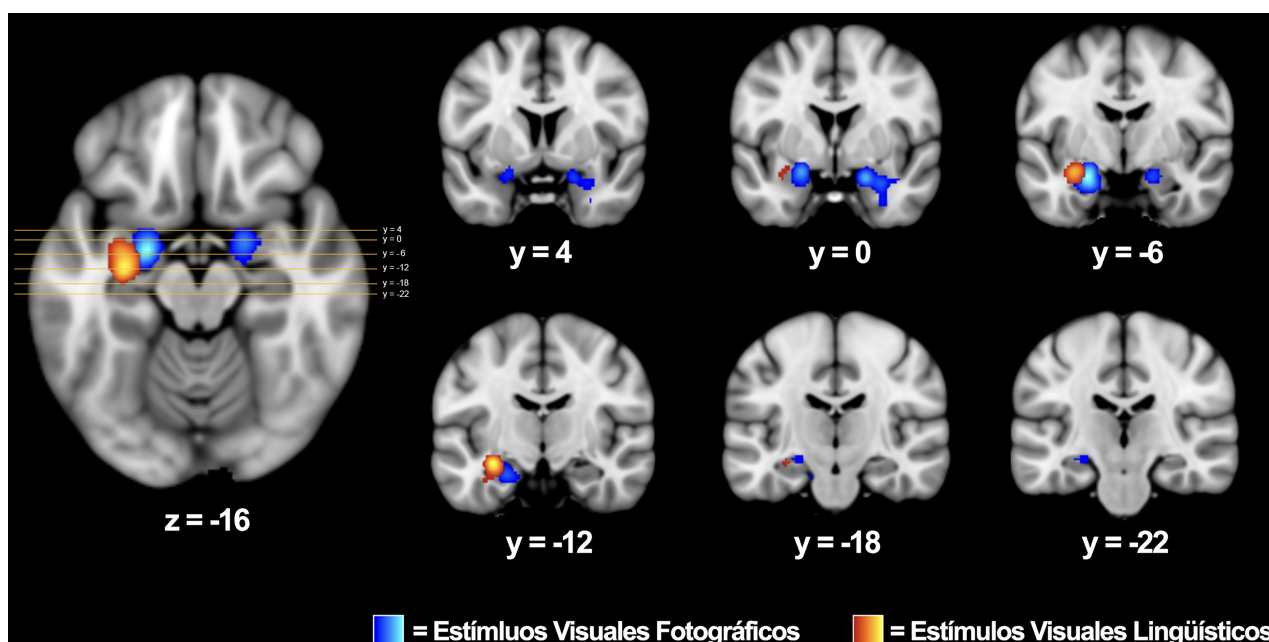 y = 4
y = 0
y = -6
y = -12
y = -18
y = -22
z = -16
y = 4
y = 0
y = -6
y = -12
y = -18
y = -22
= Estímluos Visuales Fotográficos
= Estímulos Visuales Lingüísticos